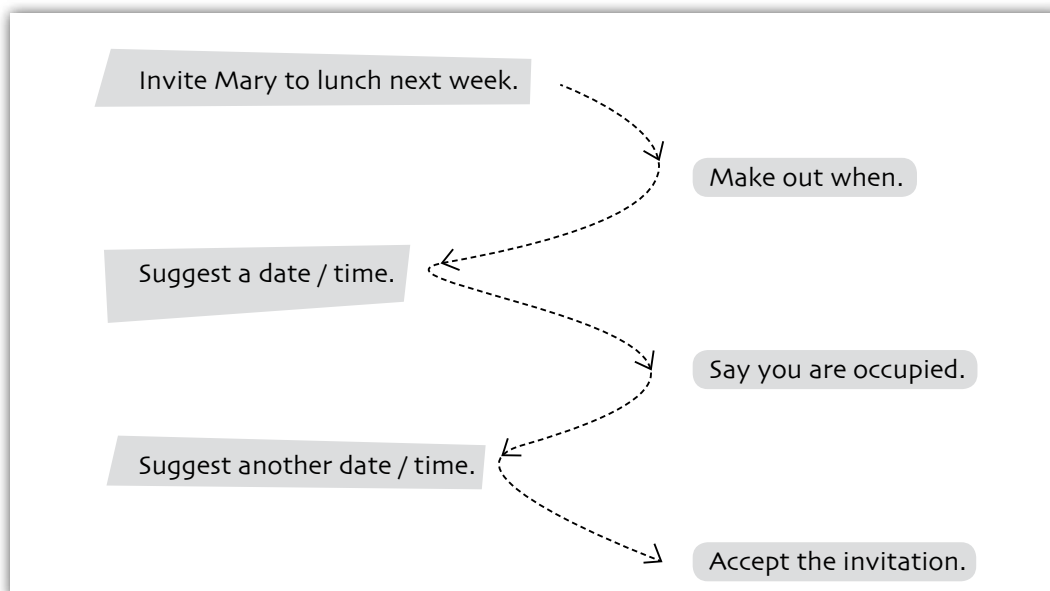 Invite Mary to lunch next week.
Make out when.
Suggest a date / time.
Say you are occupied.
Suggest another date / time.
Accept the invitation.